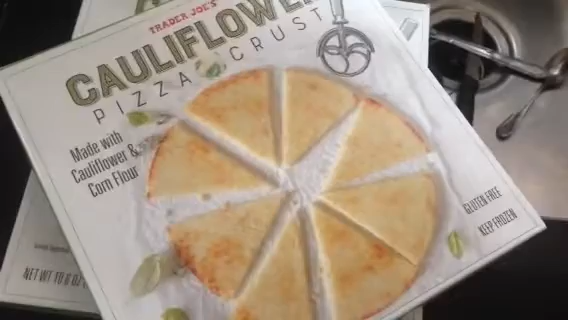 TRADER JOE'S
CAULIFLOWER
PIZZA CRUST
Made with
Cauliflower &
Corn Flour
GLUTEN FREE
KEEP FROZEN